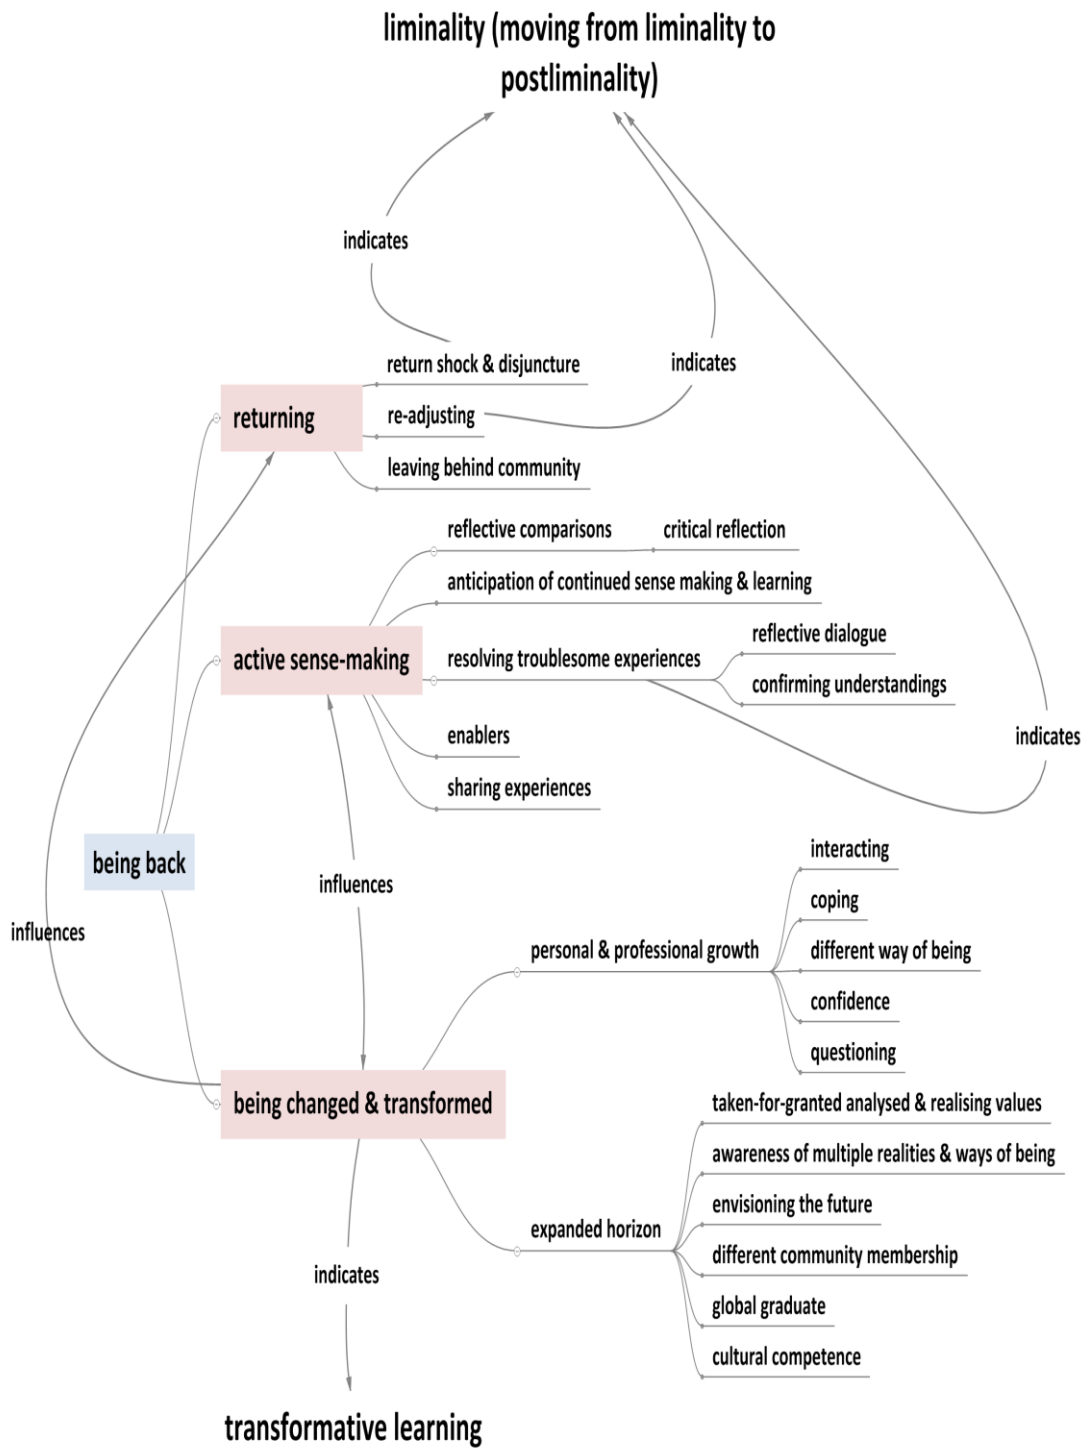 liminality (moving from liminality to
postliminality)
indicates
indicates
return shock & disjuncture
returning
re-adjusting
leaving behind community
reflective comparisons
critical reflection
anticipation of continued sense making & learning
active sense-making
resolving troublesome experiences
reflective dialogue
confirming understandings
enablers
sharing experiences
indicates
being back
influences
influences
interacting
coping
personal & professional growth
different way of being
confidence
questioning
being changed & transformed
taken-for-granted analysed & realising values
awareness of multiple realities & ways of being
envisioning the future
expanded horizon
different community membership
global graduate
cultural competence
indicates
transformative learning